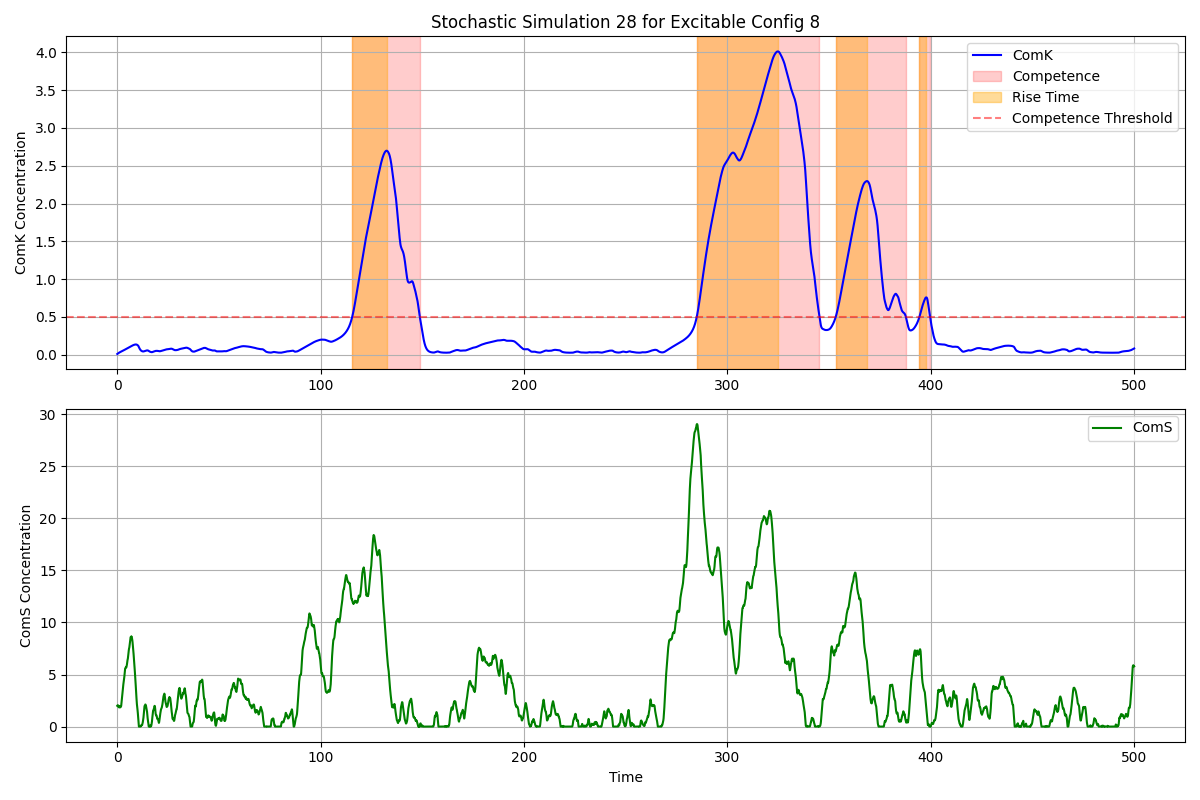 Stochastic Simulation 28 for Excitable Config 8
ComK Concentration
4.0
3.5
3.0
2.5
2.0
1.5
1.0
0.5
0.0
ComK
Competence
Rise Time
Competence Threshold
0 100 200 300 400 500
ComS Concentration
30
25
20
15
10
5
0
ComS
0 100 200 300 400 500
Time